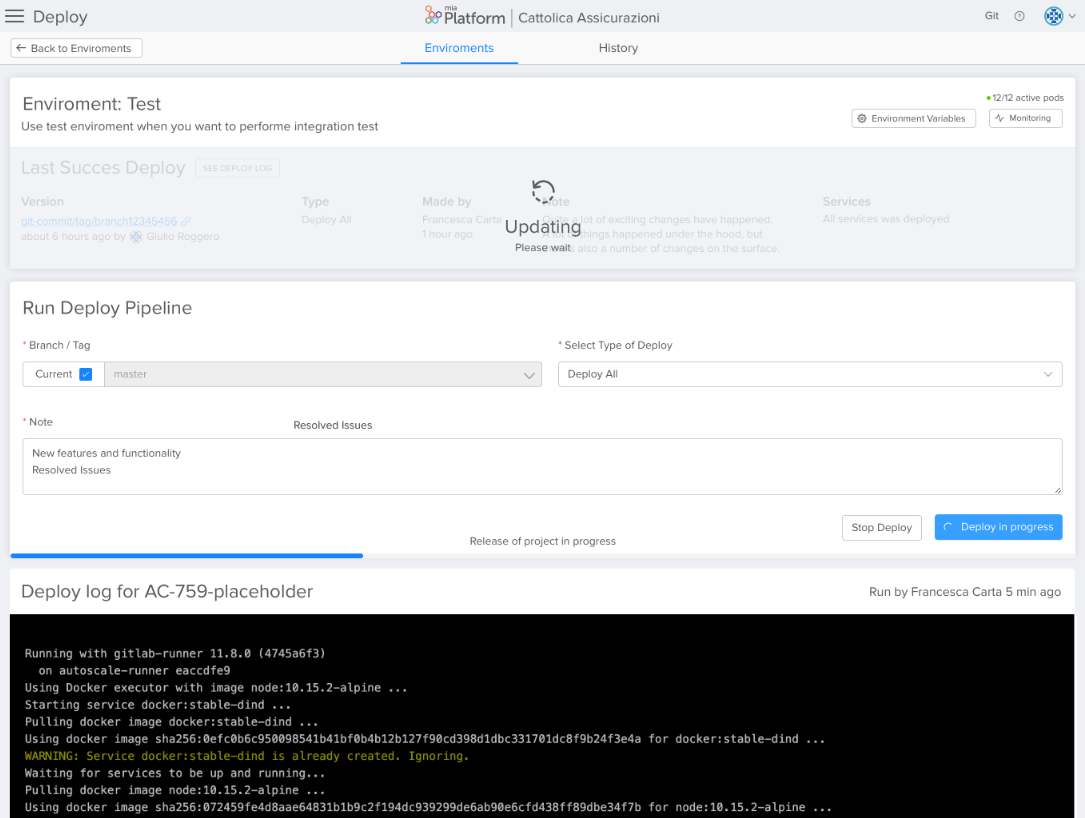 Deploy
mia
Platform
Cattolica Assicurazioni
Git
Back to Enviroments
Enviroments
History
Enviroment: Test
Use test enviroment when you want to performe integration test
12/12 active pods
Environment Variables
Monitoring
Last Succes Deploy
SEE DEPLOY LOG
Version
git-commit/tag/branch12345456
about 6 hours ago by Giulio Roggero
Type
Deploy All
Made by
Francesca Carta
1 hour ago
Note
Quite a lot of exciting changes have happened.
A lot of things happened under the hood, but
also a number of changes on the surface.
Services
All services was deployed
Updating
Please wait
Run Deploy Pipeline
* Branch / Tag
Current
master
* Select Type of Deploy
Deploy All
* Note
Resolved Issues
New features and functionality
Resolved Issues
Stop Deploy
Deploy in progress
Release of project in progress
Deploy log for AC-759-placeholder
Run by Francesca Carta 5 min ago
Running with gitlab-runner 11.8.0 (4745a6f3)
on autoscale-runner eaccdfe9
Using Docker executor with image node:10.15.2-alpine ...
Starting service docker:stable-dind ...
Pulling docker image docker:stable-dind ...
Using docker image sha256:0efc0b6c950098541b41bf0b4b12b127f90cd398d1dbc331701dc8f9b24f3e4a for docker:stable-dind ...
WARNING: Service docker:stable-dind is already created. Ignoring.
Waiting for services to be up and running...
Pulling docker image node:10.15.2-alpine ...
Using docker image sha256:072459fe4d8aae64831b1b9c2f194dc939299de6ab90e6cfd438ff89dbe34f7b for node:10.15.2-alpine ...